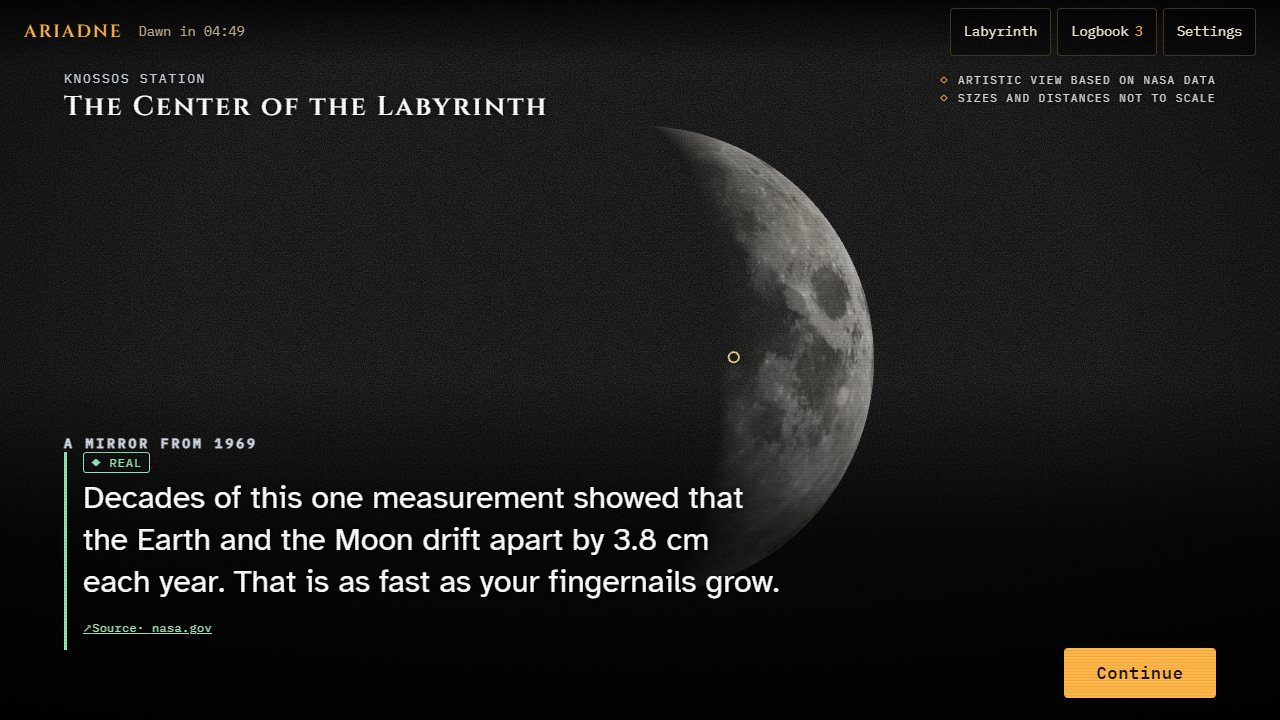 ARIADNE Dawn in 04:49 Labyrinth Logbook 3 Settings
KNOSSOS STATION
The Center of the Labyrinth
ARTISTIC VIEW BASED ON NASA DATA
SIZES AND DISTANCES NOT TO SCALE
A MIRROR FROM 1969
◆ REAL
Decades of this one measurement showed that
the Earth and the Moon drift apart by 3.8 cm
each year. That is as fast as your fingernails grow.
↗Source· nasa.gov
Continue